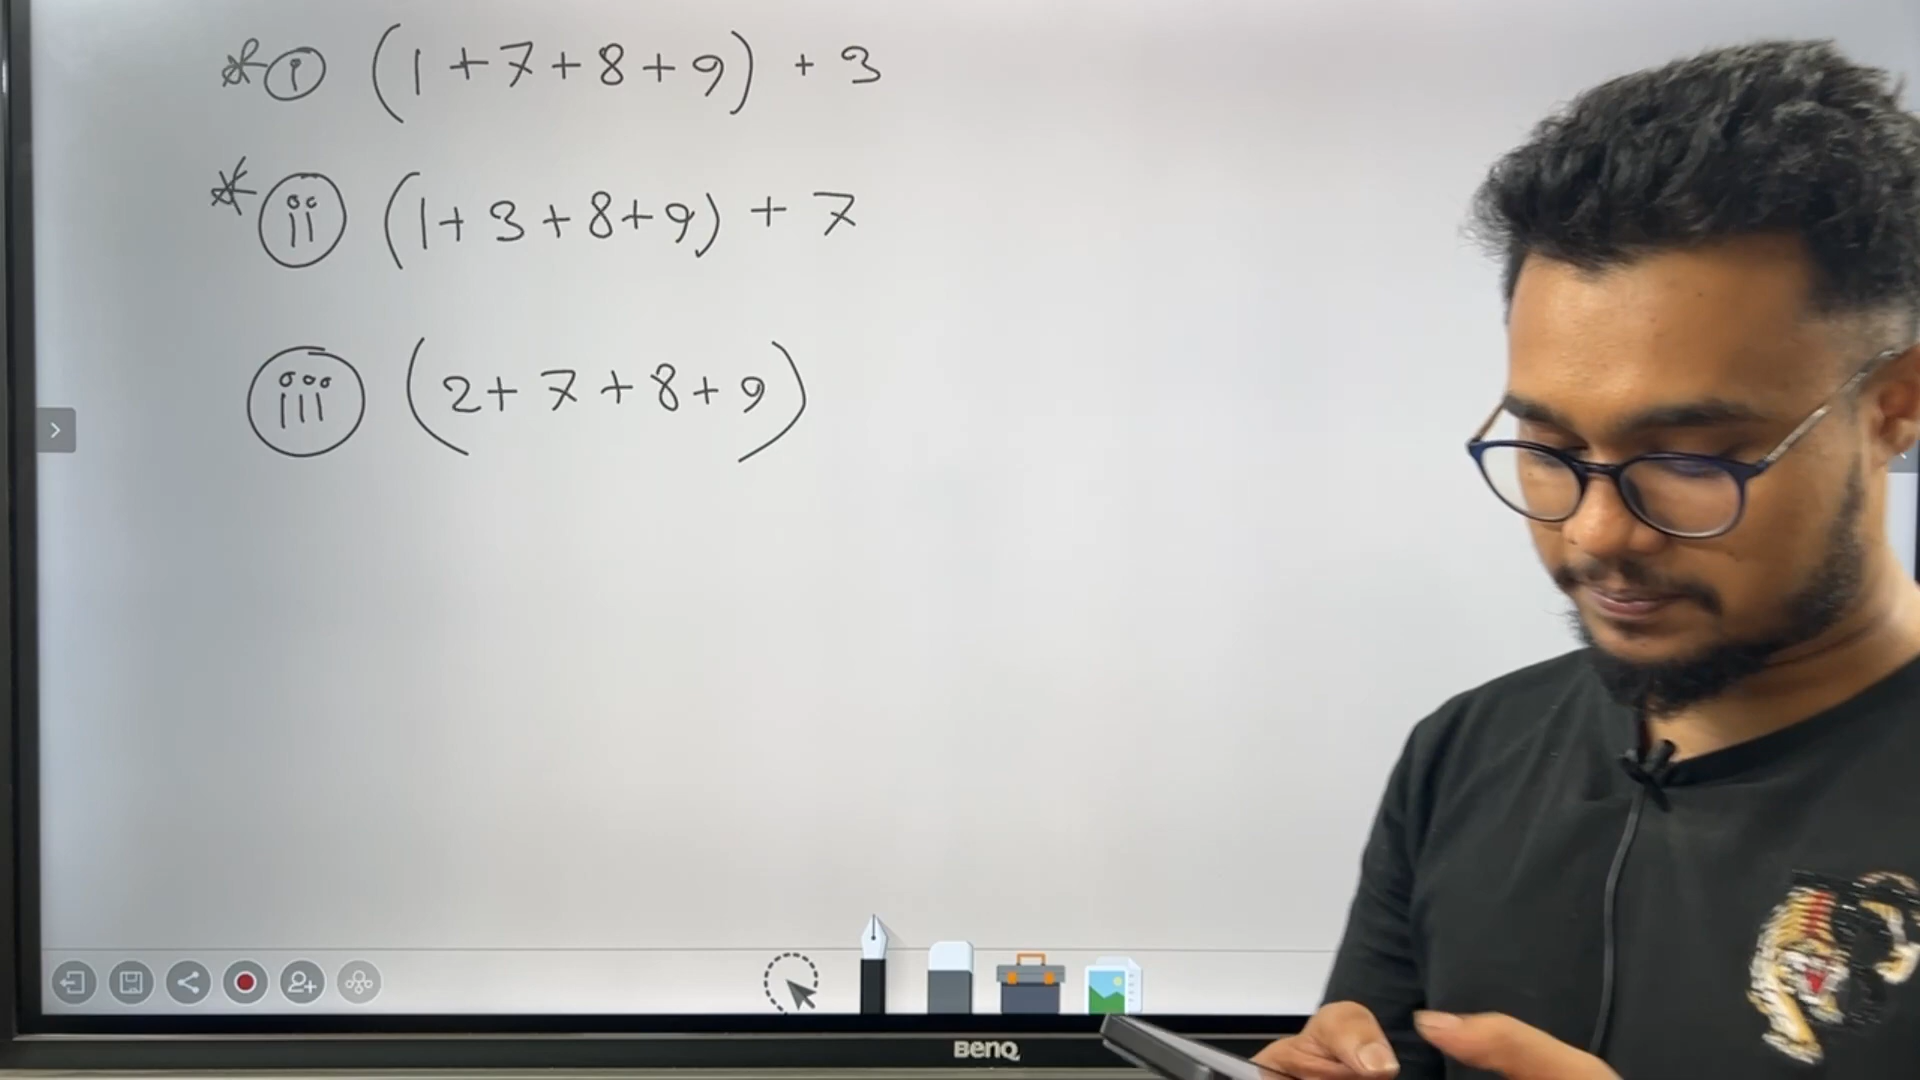 * i (1+7+8+9) + 3
* ii (1+3+8+9) + 7
iii (2+7+8+9)
BenQ